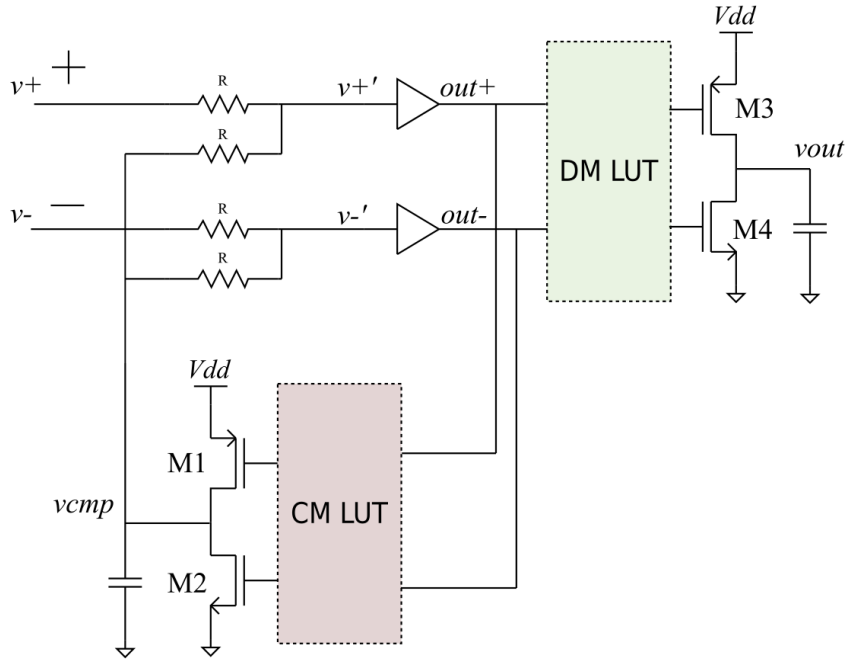 Vdd
v+
+
R
v+'
out+
M3
R
DM LUT
vout
v-
−
R
v-'
out-
M4
R
Vdd
M1
vcmp
CM LUT
M2